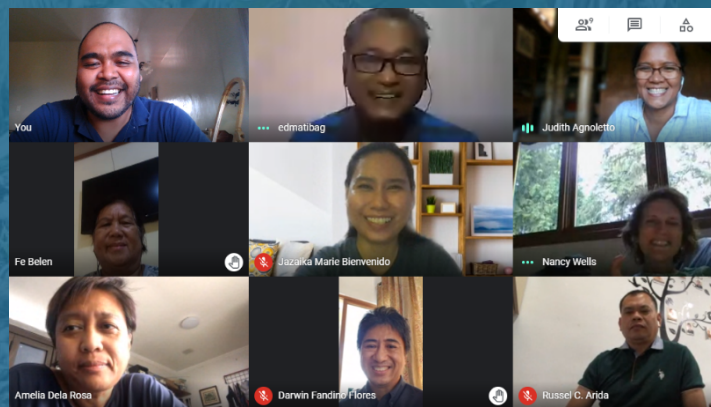 9
You
edmatibag
Judith Agnoletto
Fe Belen
Jazaika Marie Bienvenido
Nancy Wells
Amelia Dela Rosa
Darwin Fandino Flores
Russel C. Arida